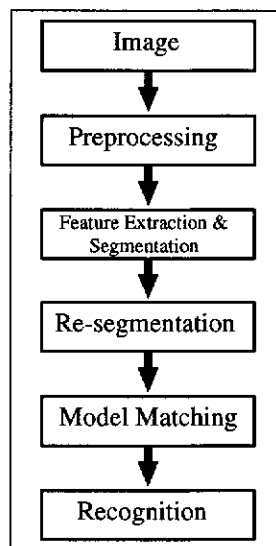 Image
Preprocessing
Feature Extraction &
Segmentation
Re-segmentation
Model Matching
Recognition